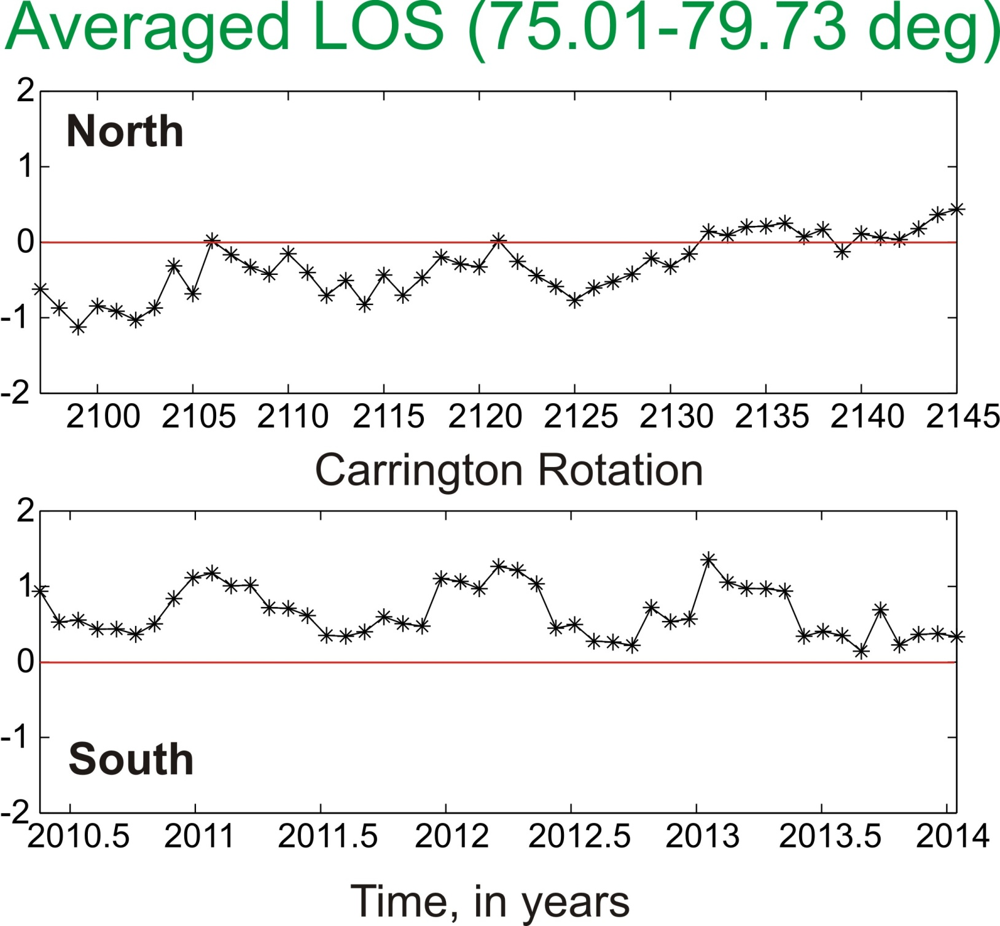 Averaged LOS (75.01-79.73 deg)
2
North
1
0
-1
-2
2100 2105 2110 2115 2120 2125 2130 2135 2140 2145
Carrington Rotation
2
1
0
-1
South
-2
2010.5 2011 2011.5 2012 2012.5 2013 2013.5 2014
Time, in years